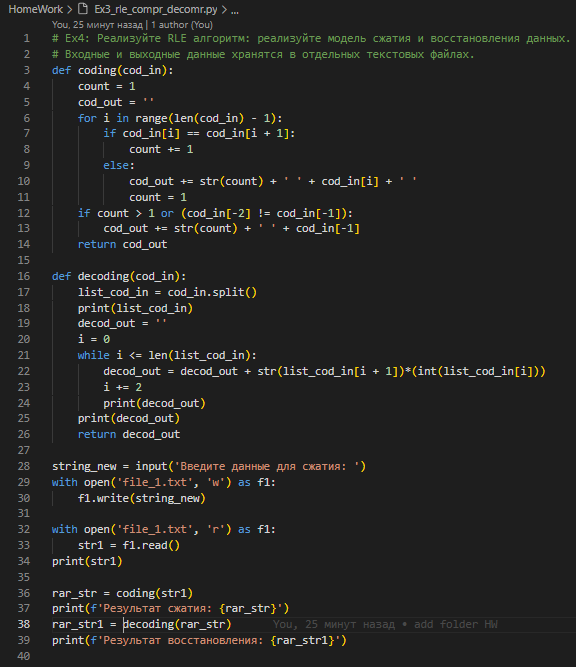 HomeWork > Ex3_rle_compr_decomr.py > ...
You, 25 минут назад | 1 author (You)
1 # Ex4: Реализуйте RLE алгоритм: реализуйте модель сжатия и восстановления данных.
2 # Входные и выходные данные хранятся в отдельных текстовых файлах.
3 def coding(cod_in):
4     count = 1
5     cod_out = ''
6     for i in range(len(cod_in) - 1):
7         if cod_in[i] == cod_in[i + 1]:
8             count += 1
9         else:
10             cod_out += str(count) + ' ' + cod_in[i] + ' '
11             count = 1
12     if count > 1 or (cod_in[-2] != cod_in[-1]):
13         cod_out += str(count) + ' ' + cod_in[-1]
14     return cod_out
15
16 def decoding(cod_in):
17     list_cod_in = cod_in.split()
18     print(list_cod_in)
19     decod_out = ''
20     i = 0
21     while i <= len(list_cod_in):
22         decod_out = decod_out + str(list_cod_in[i + 1])*(int(list_cod_in[i]))
23         i += 2
24         print(decod_out)
25     print(decod_out)
26     return decod_out
27
28 string_new = input('Введите данные для сжатия: ')
29 with open('file_1.txt', 'w') as f1:
30     f1.write(string_new)
31
32 with open('file_1.txt', 'r') as f1:
33     str1 = f1.read()
34 print(str1)
35
36 rar_str = coding(str1)
37 print(f'Результат сжатия: {rar_str}')
38 rar_str1 = decoding(rar_str) You, 25 минут назад • add folder HW
39 print(f'Результат восстановления: {rar_str1}')
40